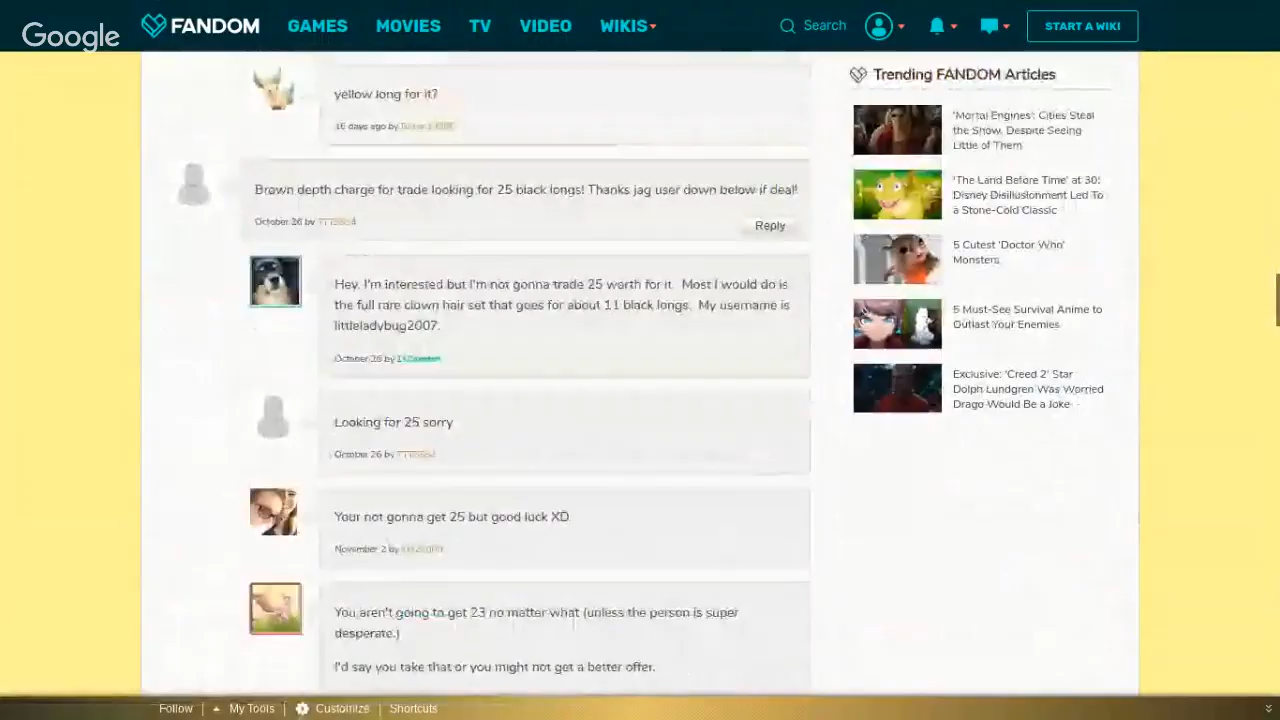 Google
FANDOM
GAMES
MOVIES
TV
VIDEO
WIKIS
Search
START A WIKI
yellow long for it?
16 days ago by
Brown depth charge for trade looking for 25 black longs! Thanks jag user down below if deal!
October 26 by
Reply
Hey, I'm interested but I'm not gonna trade 25 worth for it. Most I would do is
the full rare clown hair set that goes for about 11 black longs. My username is
littleladybug2007.
October 26 by
Looking for 25 sorry
October 26 by
Your not gonna get 25 but good luck XD
November 2 by
You aren't going to get 23 no matter what (unless the person is super
desperate.)
I'd say you take that or you might not get a better offer.
Trending FANDOM Articles
'Mortal Engines': Cities Steal
the Show, Despite Seeing
Little of Them
'The Land Before Time' at 30:
Disney Disillusionment Led To
a Stone-Cold Classic
5 Cutest 'Doctor Who'
Monsters
5 Must-See Survival Anime to
Outlast Your Enemies
Exclusive: 'Creed 2' Star
Dolph Lundgren Was Worried
Drago Would Be a Joke
Follow
My Tools
Customize
Shortcuts